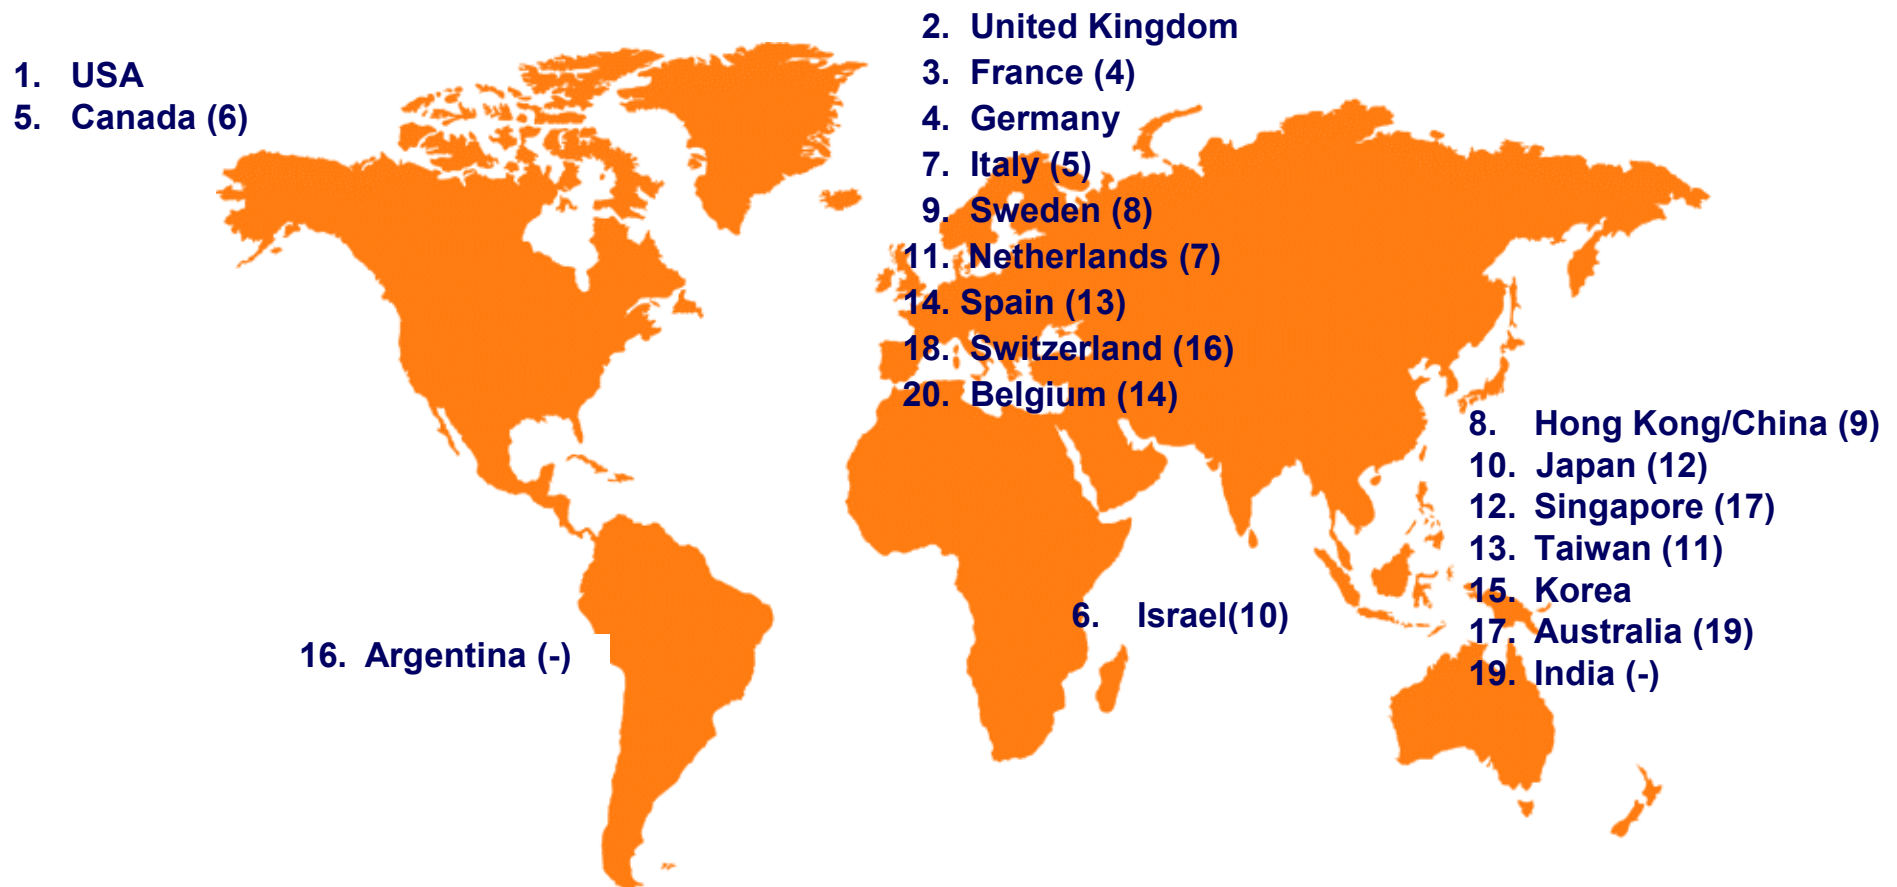 1. USA
5. Canada (6)
2. United Kingdom
3. France (4)
4. Germany
7. Italy (5)
9. Sweden (8)
11. Netherlands (7)
14. Spain (13)
18. Switzerland (16)
20. Belgium (14)
8. Hong Kong/China (9)
10. Japan (12)
12. Singapore (17)
13. Taiwan (11)
15. Korea
17. Australia (19)
19. India (-)
6. Israel(10)
16. Argentina (-)